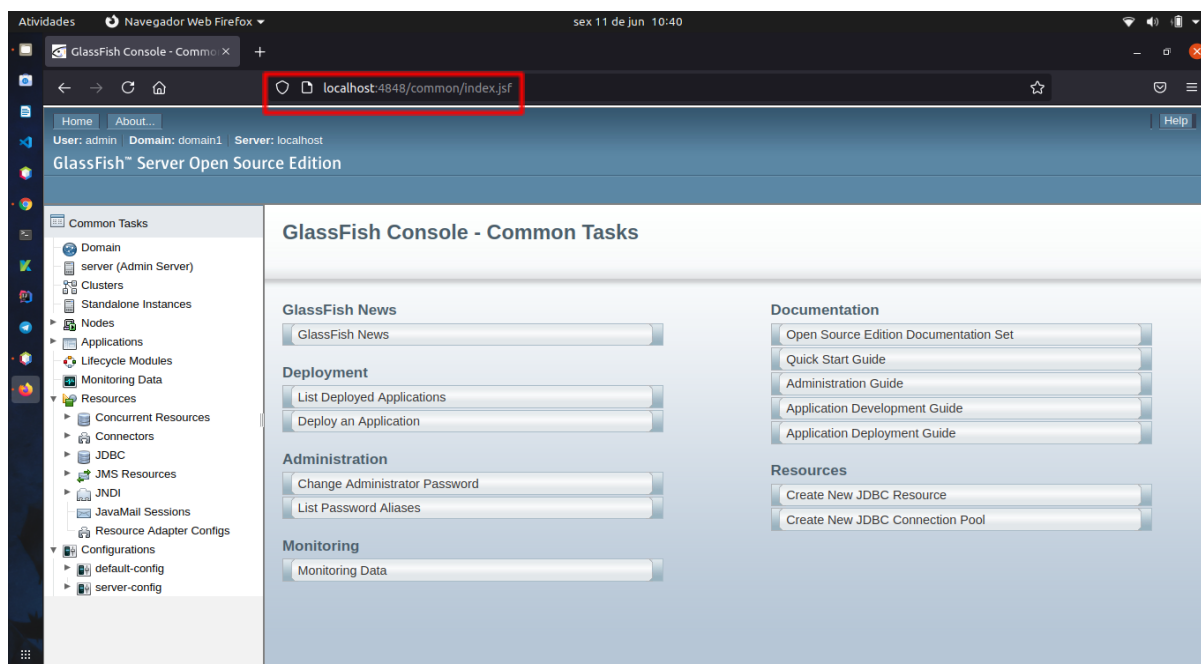 Atividades Navegador Web Firefox sex 11 de jun 10:40
GlassFish Console - Commo
localhost:4848/common/index.jsf
Home About... Help
User: admin Domain: domain1 Server: localhost
GlassFish™ Server Open Source Edition
Common Tasks
Domain
server (Admin Server)
Clusters
Standalone Instances
Nodes
Applications
Lifecycle Modules
Monitoring Data
Resources
Concurrent Resources
Connectors
JDBC
JMS Resources
JNDI
JavaMail Sessions
Resource Adapter Configs
Configurations
default-config
server-config
GlassFish Console - Common Tasks
GlassFish News
GlassFish News
Deployment
List Deployed Applications
Deploy an Application
Administration
Change Administrator Password
List Password Aliases
Monitoring
Monitoring Data
Documentation
Open Source Edition Documentation Set
Quick Start Guide
Administration Guide
Application Development Guide
Application Deployment Guide
Resources
Create New JDBC Resource
Create New JDBC Connection Pool